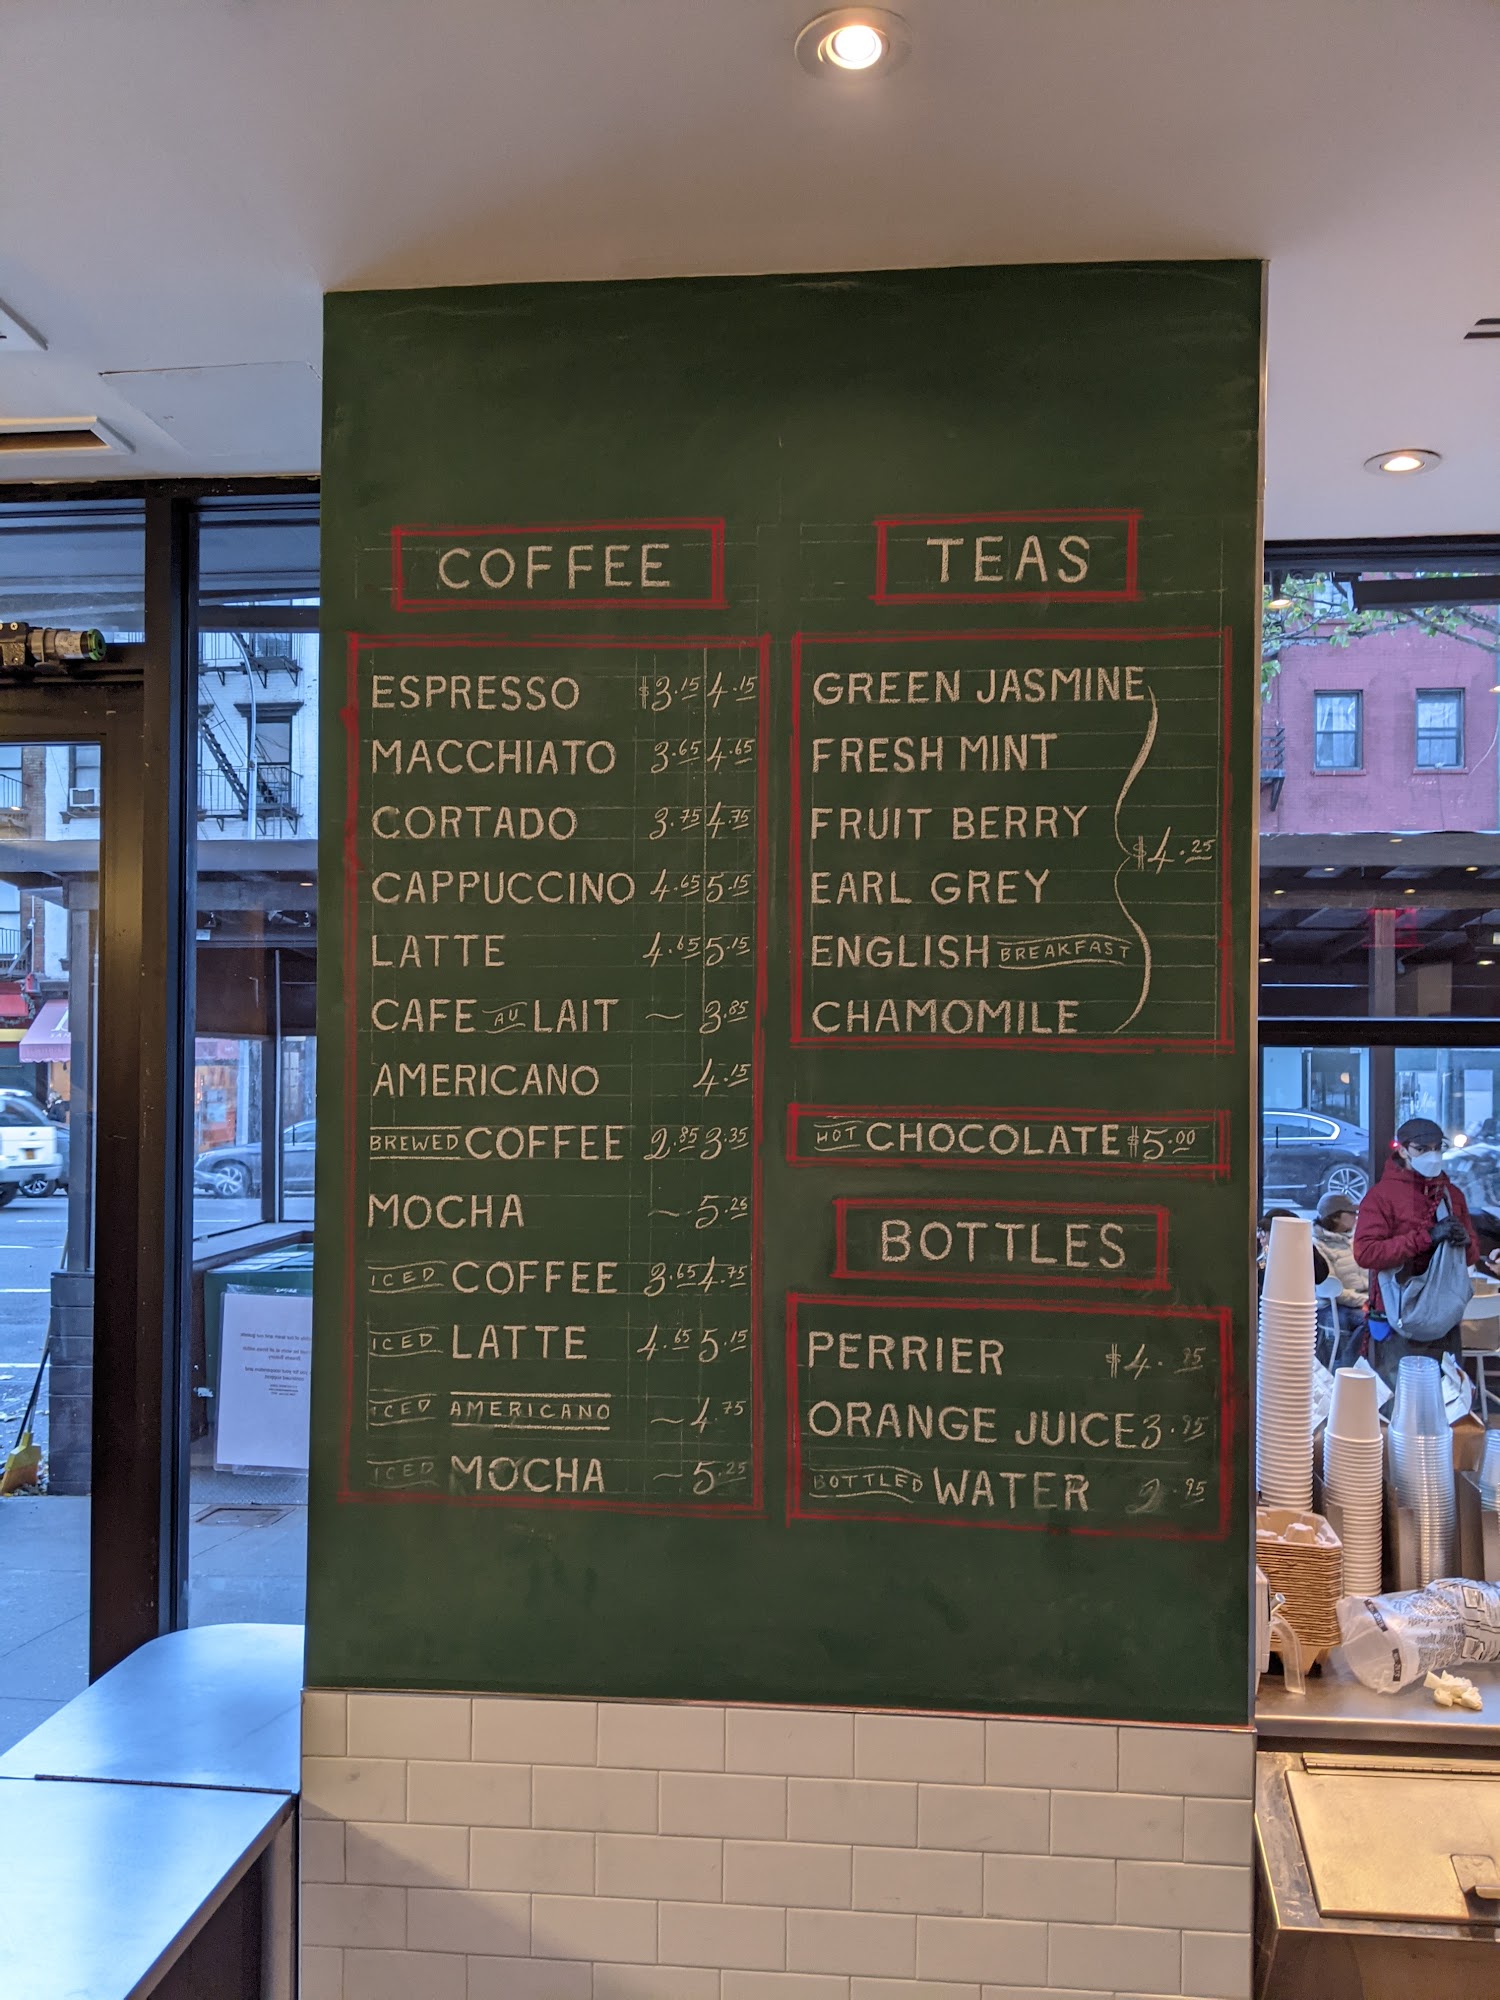 COFFEE
ESPRESSO $3.15 4.15
MACCHIATO 3.65 4.65
CORTADO 3.75 4.75
CAPPUCCINO 4.65 5.15
LATTE 4.65 5.15
CAFE AU LAIT ~ 3.85
AMERICANO 4.15
BREWED COFFEE 2.85 3.35
MOCHA ~ 5.25
ICED COFFEE 3.65 4.75
ICED LATTE 4.65 5.15
ICED AMERICANO ~ 4.75
ICED MOCHA ~ 5.25
TEAS
GREEN JASMINE
FRESH MINT
FRUIT BERRY
EARL GREY
ENGLISH BREAKFAST
CHAMOMILE
$4.25
HOT CHOCOLATE $5.00
BOTTLES
PERRIER $4.95
ORANGE JUICE 3.95
BOTTLED WATER 2.95